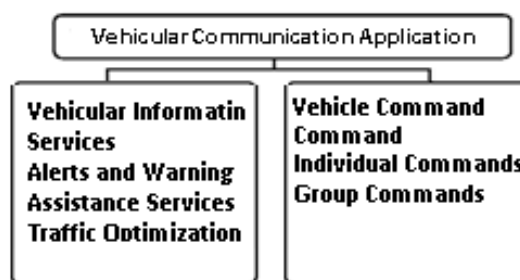 Vehicular Communication Application
Vehicular Informatin
Services
Alerts and Warning
Assistance Services
Traffic Optimization
Vehicle Command
Command
Individual Commands
Group Commands